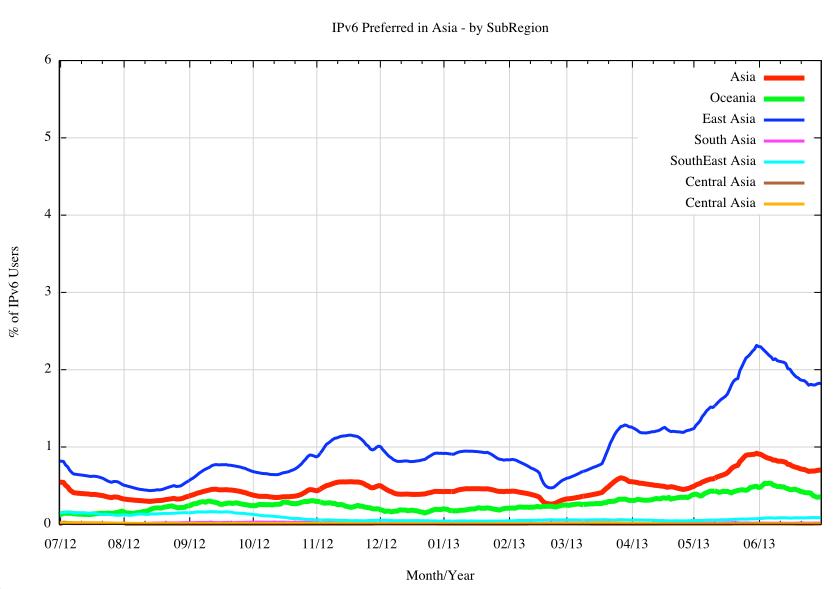 IPv6 Preferred in Asia - by SubRegion
6
5
4
3
2
1
0
% of IPv6 Users
Asia
Oceania
East Asia
South Asia
SouthEast Asia
Central Asia
Central Asia
07/12 08/12 09/12 10/12 11/12 12/12 01/13 02/13 03/13 04/13 05/13 06/13
Month/Year